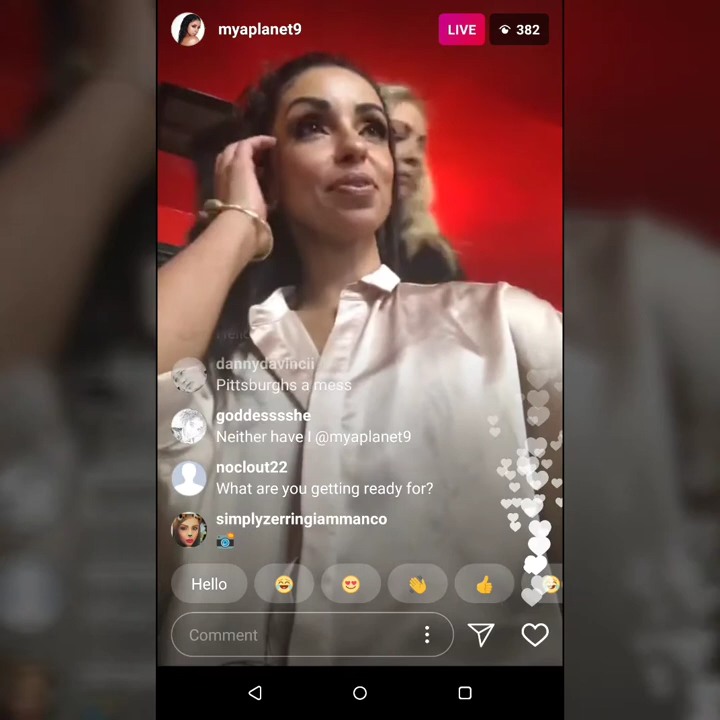 myaplanet9
LIVE
382
dannydavincii
Pittsburghs a mess
goddesssshe
Neither have I @myaplanet9
noclout22
What are you getting ready for?
simplyzerringiammanco
Hello
Comment